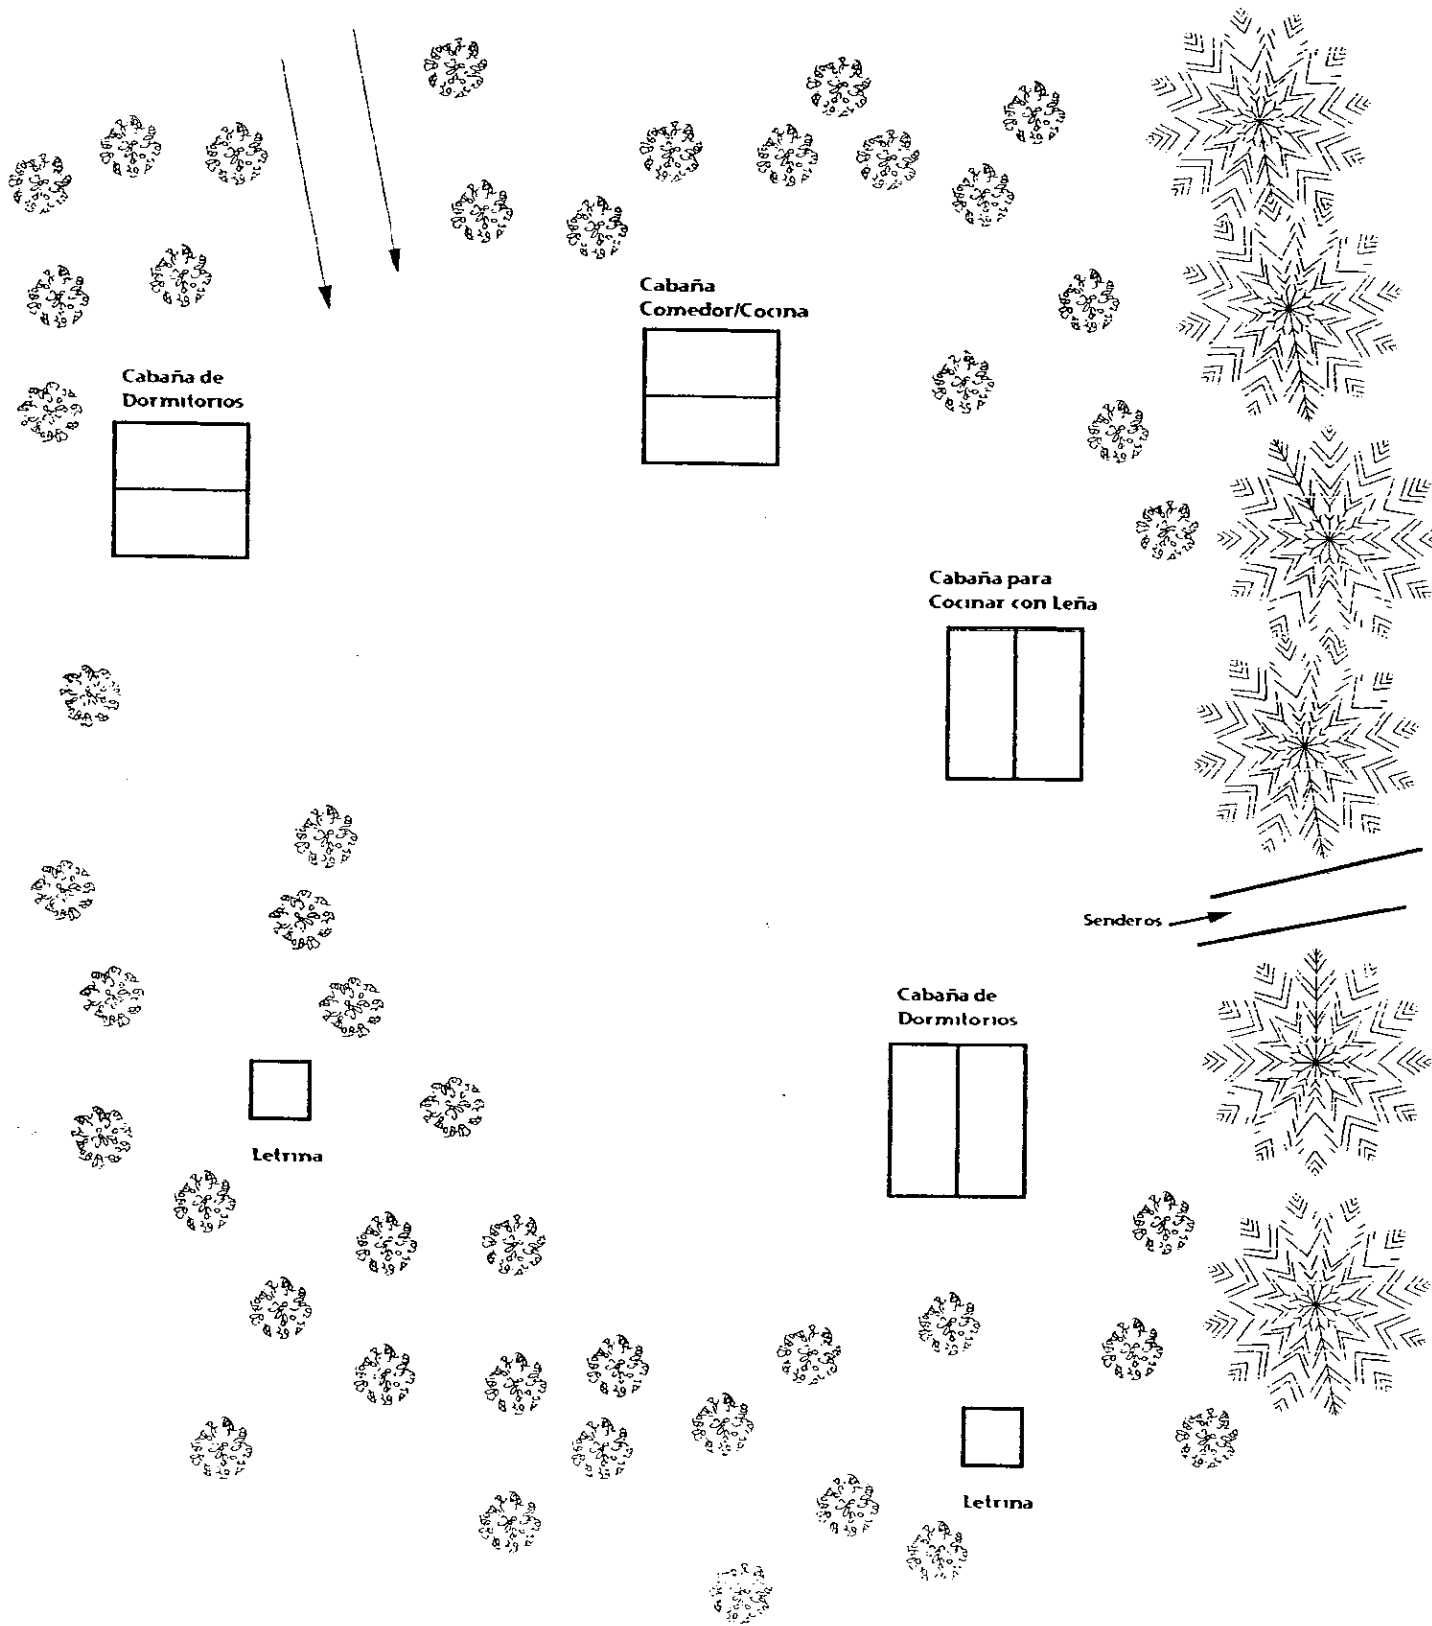 Cabaña
Comedor/Cocina
Cabaña de
Dormitorios
Cabaña para
Cocinar con Leña
Senderos
Cabaña de
Dormitorios
Letrina
Letrina